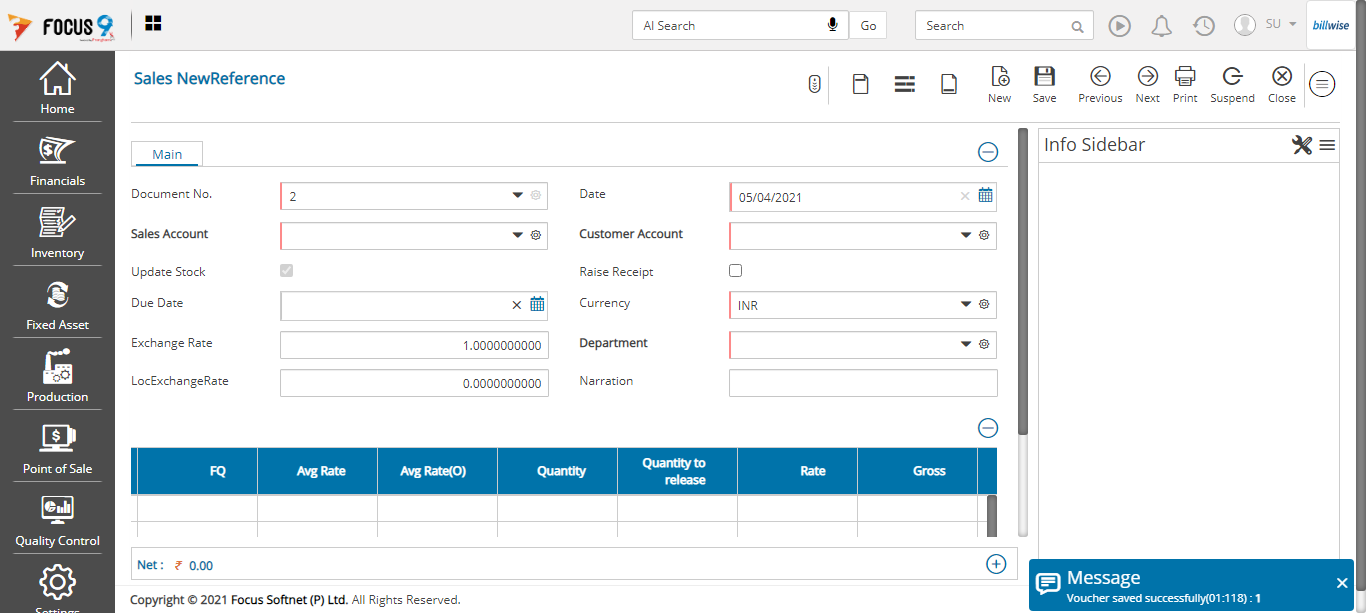 FOCUS 9
AI Search
Go
Search
SU
billwise
Home
Financials
Inventory
Fixed Asset
Production
Point of Sale
Quality Control
Settings
Sales NewReference
New
Save
Previous
Next
Print
Suspend
Close
Main
Document No.
2
Date
05/04/2021
Sales Account
Customer Account
Update Stock
Raise Receipt
Due Date
Currency
INR
Exchange Rate
1.0000000000
Department
LocExchangeRate
0.0000000000
Narration
FQ
Avg Rate
Avg Rate(O)
Quantity
Quantity to
release
Rate
Gross
Net : ₹ 0.00
Info Sidebar
Message
Voucher saved successfully(01:118) : 1
Copyright © 2021 Focus Softnet (P) Ltd. All Rights Reserved.